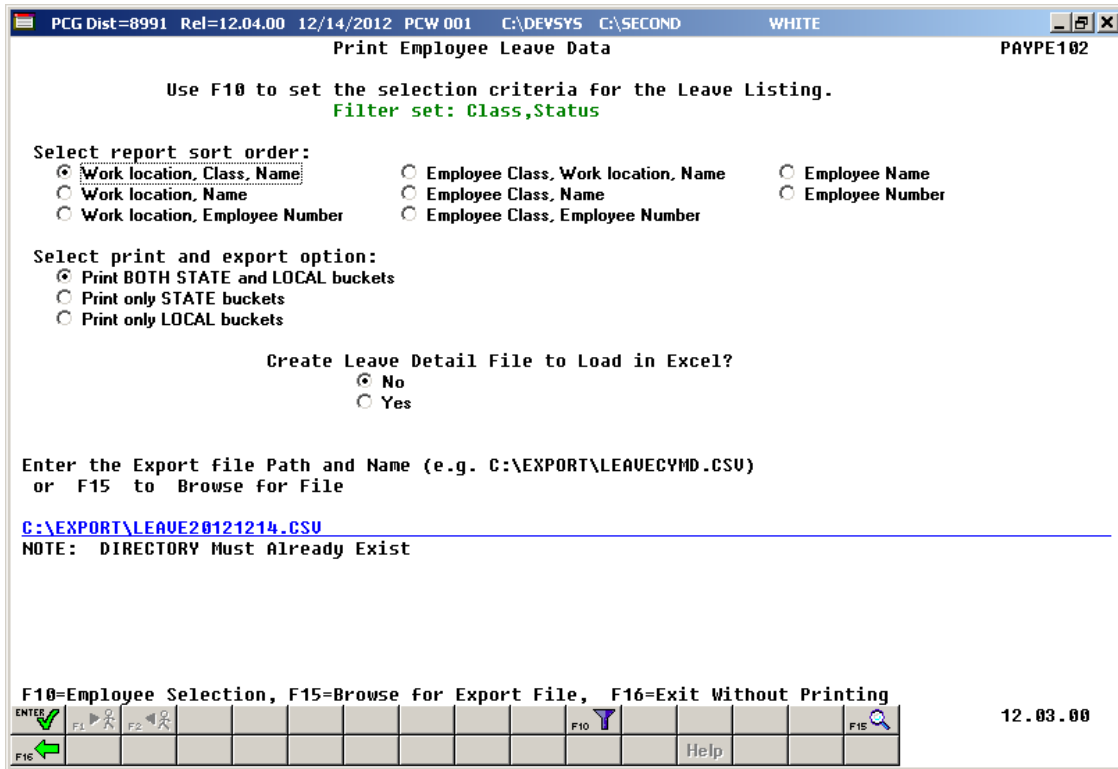 PCG Dist=8991 Rel=12.04.00 12/14/2012 PCW 001 C:\DEVSYS C:\SECOND WHITE
Print Employee Leave Data PAYPE102
Use F10 to set the selection criteria for the Leave Listing.
Filter set: Class,Status
Select report sort order:
Work location, Class, Name Employee Class, Work location, Name Employee Name
Work location, Name Employee Class, Name Employee Number
Work location, Employee Number Employee Class, Employee Number
Select print and export option:
Print BOTH STATE and LOCAL buckets
Print only STATE buckets
Print only LOCAL buckets
Create Leave Detail File to Load in Excel?
No
Yes
Enter the Export file Path and Name (e.g. C:\EXPORT\LEAVECYMD.CSV)
or F15 to Browse for File
C:\EXPORT\LEAVE20121214.CSV
NOTE: DIRECTORY Must Already Exist
F10=Employee Selection, F15=Browse for Export File, F16=Exit Without Printing
ENTER F1 F2 F10 F15 12.03.00
F16 Help